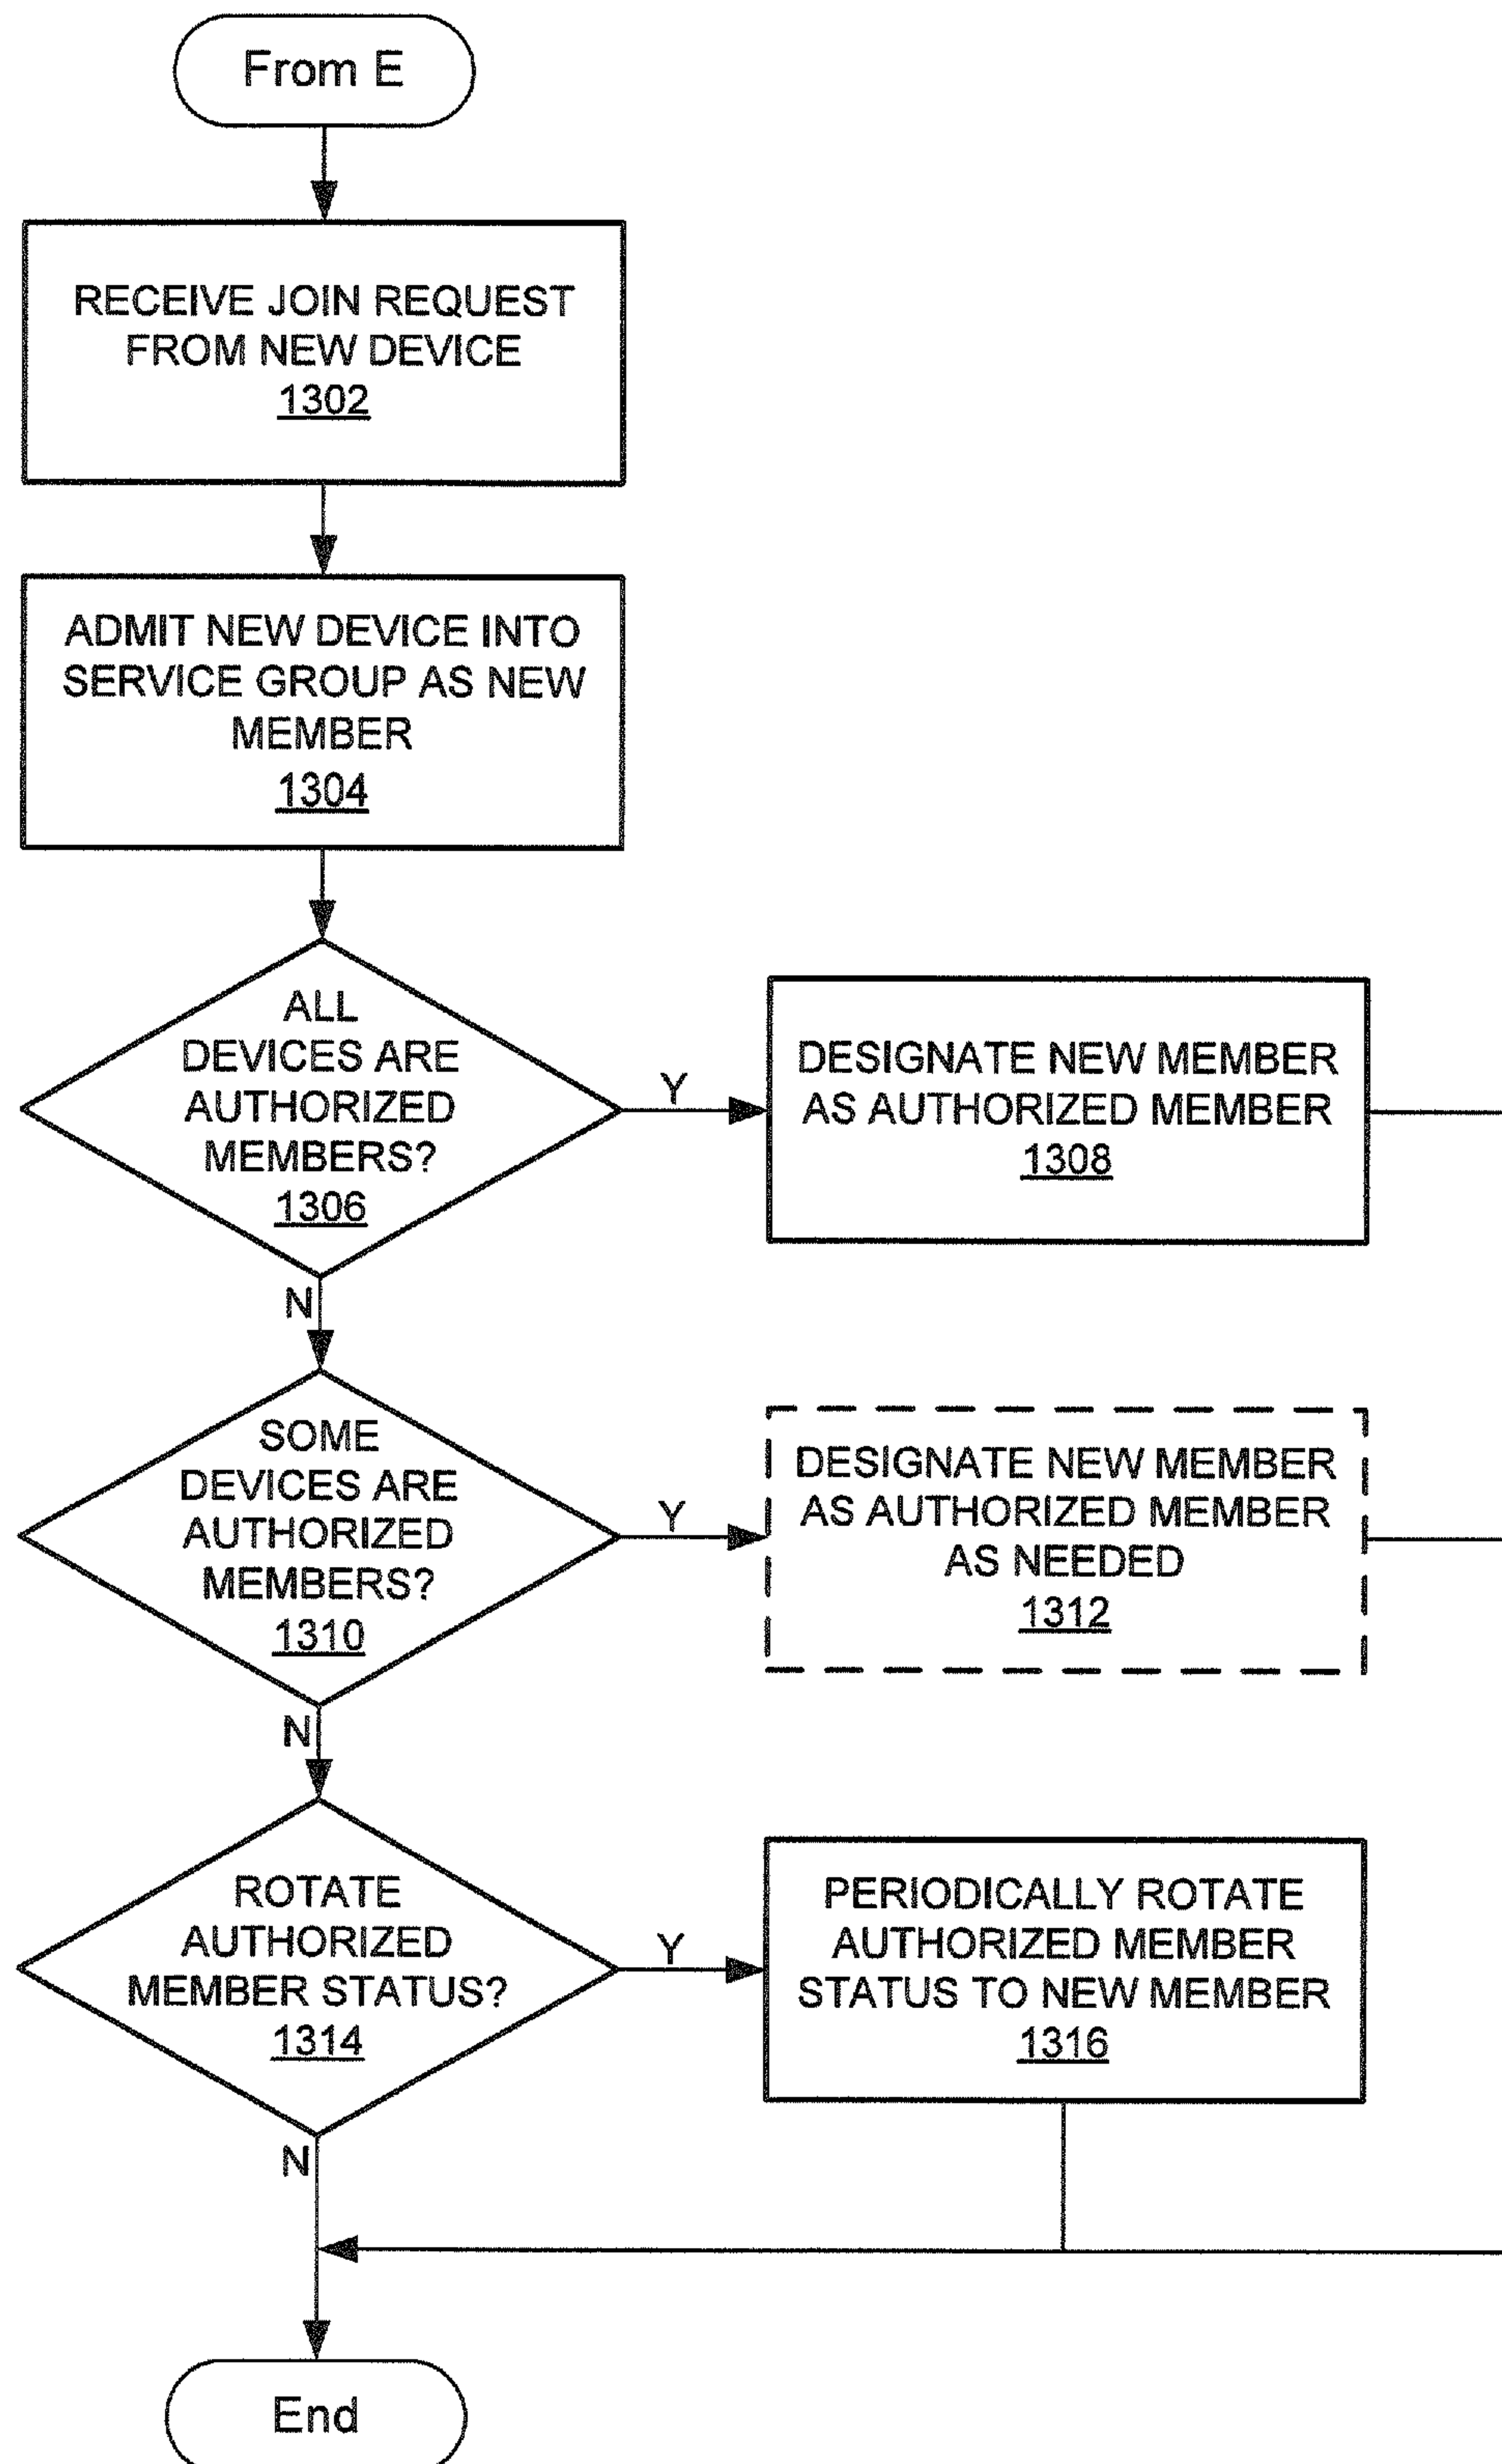 From E
RECEIVE JOIN REQUEST
FROM NEW DEVICE
1302
ADMIT NEW DEVICE INTO
SERVICE GROUP AS NEW
MEMBER
1304
ALL
DEVICES ARE
AUTHORIZED
MEMBERS?
1306
Y
DESIGNATE NEW MEMBER
AS AUTHORIZED MEMBER
1308
N
SOME
DEVICES ARE
AUTHORIZED
MEMBERS?
1310
Y
DESIGNATE NEW MEMBER
AS AUTHORIZED MEMBER
AS NEEDED
1312
N
ROTATE
AUTHORIZED
MEMBER STATUS?
1314
Y
PERIODICALLY ROTATE
AUTHORIZED MEMBER
STATUS TO NEW MEMBER
1316
N
End